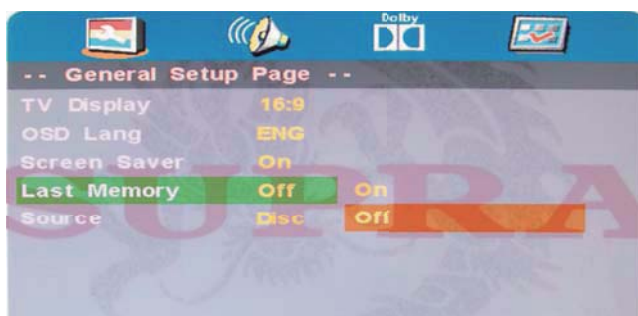 Dolby
-- General Setup Page --
TV Display 16:9
OSD Lang ENG
Screen Saver On
Last Memory Off On
Source Disc Off
SUPRA